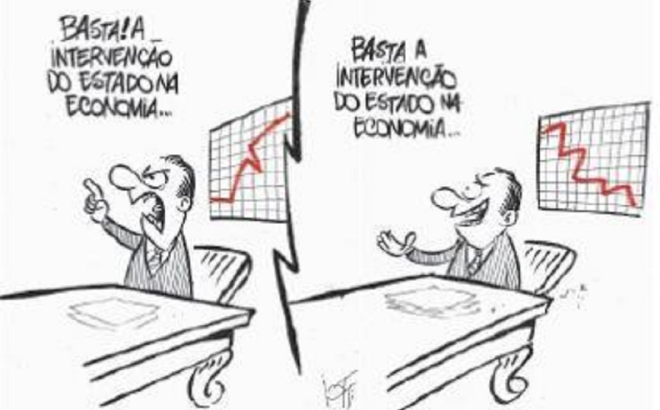 BASTA! A
INTERVENÇÃO
DO ESTADO NA
ECONOMIA...
BASTA A
INTERVENÇÃO
DO ESTADO NA
ECONOMIA...